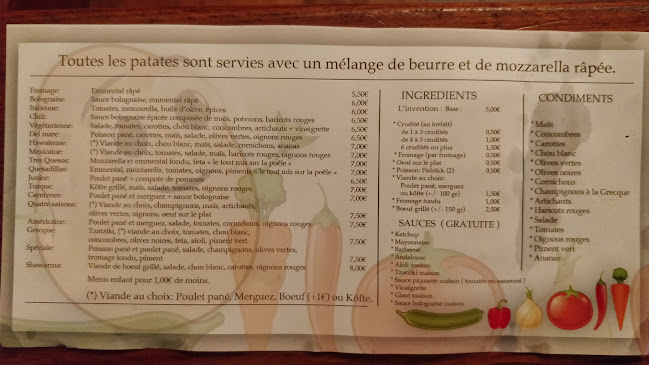 Toutes les patates sont servies avec un mélange de beurre et de mozzarella râpée.
Fromage: Emmental râpé 5,50€
Bolognaise: Sauce bolognaise, emmental râpé 6,00€
Italienne: Tomates, mozzarella, huile d'olive, épices 6,00€
Chili: Sauce bolognaise épicée composée de maïs, poivrons, haricots rouges 6,50€
Végétarienne: Salade, tomates, carottes, chou blanc, concombres, artichauts + vinaigrette 6,50€
Del mare: Poisson pané, carottes, maïs, salade, olives vertes, oignons rouges 6,50€
Hawaïenne: (*) Viande au choix, chou blanc, maïs, salade, cornichons, ananas 7,00€
Mexicaine: (*) Viande au choix, tomates, salade, maïs, haricots rouges, oignons rouges 7,00€
Tres Quesos: Mozzarella et emmental fondu, feta « le tout mis sur la poêle » 7,00€
Quesadillas: Emmental, mozzarella, tomates, oignons, piments « le tout mis sur la poêle » 7,00€
Junior: Poulet pané + compote de pommes 6,50€
Turque: Köfte grillé, maïs, salade, tomates, oignons rouges 7,00€
Carnivore: Poulet pané et merguez + sauce bolognaise 7,00€
Quatre saisons: (*) Viande au choix, champignons, maïs, artichauts,
olives vertes, oignons rouges, oeuf sur le plat 7,50€
Américaine: Poulet pané et merguez, salade, tomates, cornichons, oignons rouges 7,50€
Grecque: Tzatziki, (*) viande au choix, tomates, chou blanc,
concombres, olives noires, feta, aïoli, piment vert 7,50€
Spéciale: Poisson pané et poulet pané, salade, champignons, olives vertes,
fromage fondu, piment 7,50€
Shawarma: Viande de boeuf grillé, salade, chou blanc, carottes, oignons rouges 8,00€
Menu enfant pour 1,00€ de moins.
(*) Viande au choix: Poulet pané, Merguez, Boeuf (+1€) ou Köfte.
INGREDIENTS
L'invention : Base : 5,00€
* Crudité (au forfait)
de 1 à 3 crudités 0,50€
de 4 à 5 crudités 1,00€
6 crudités ou plus 1,50€
* Fromage (par fromage) 0,50€
* Oeuf sur le plat 0,50€
* Poisson: Fishstick (2) 0,50€
* Viande au choix:
Poulet pané, merguez
ou köfte (+/- 100 gr) 1,50€
* Fromage fondu 1,00€
* Boeuf grillé (+/- 150 gr) 2,50€
SAUCES ( GRATUITE )
* Ketchup
* Mayonnaise
* Barbecue
* Andalouse
* Aïoli maison
* Tzatziki maison
* Sauce piquante maison ( tomates ou samouraï )
* Vinaigrette
* Giant maison
* Sauce bolognaise maison
CONDIMENTS
* Maïs
* Concombres
* Carottes
* Chou blanc
* Olives vertes
* Olives noires
* Cornichons
* Champignons à la Grecque
* Artichauts
* Haricots rouges
* Salade
* Tomates
* Oignons rouges
* Piment vert
* Ananas